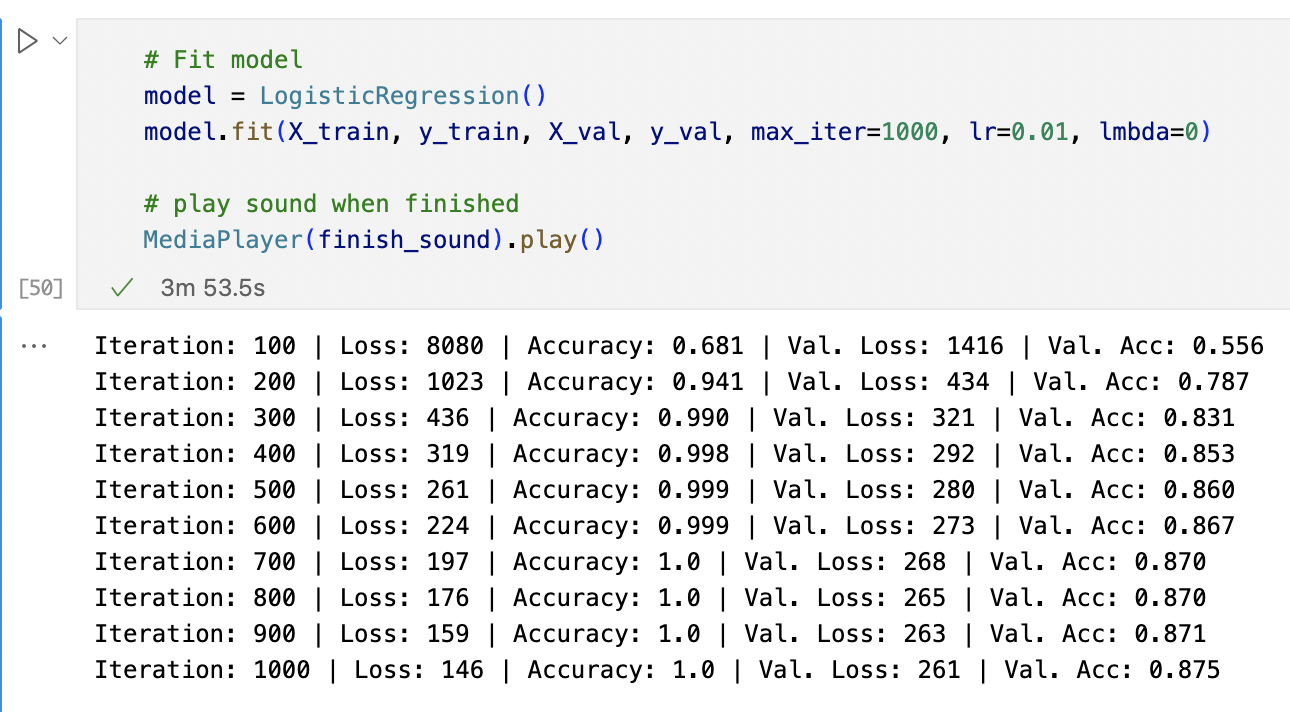 # Fit model
model = LogisticRegression()
model.fit(X_train, y_train, X_val, y_val, max_iter=1000, lr=0.01, lmbda=0)
# play sound when finished
MediaPlayer(finish_sound).play()
[50] ✓ 3m 53.5s
... Iteration: 100 | Loss: 8080 | Accuracy: 0.681 | Val. Loss: 1416 | Val. Acc: 0.556
Iteration: 200 | Loss: 1023 | Accuracy: 0.941 | Val. Loss: 434 | Val. Acc: 0.787
Iteration: 300 | Loss: 436 | Accuracy: 0.990 | Val. Loss: 321 | Val. Acc: 0.831
Iteration: 400 | Loss: 319 | Accuracy: 0.998 | Val. Loss: 292 | Val. Acc: 0.853
Iteration: 500 | Loss: 261 | Accuracy: 0.999 | Val. Loss: 280 | Val. Acc: 0.860
Iteration: 600 | Loss: 224 | Accuracy: 0.999 | Val. Loss: 273 | Val. Acc: 0.867
Iteration: 700 | Loss: 197 | Accuracy: 1.0 | Val. Loss: 268 | Val. Acc: 0.870
Iteration: 800 | Loss: 176 | Accuracy: 1.0 | Val. Loss: 265 | Val. Acc: 0.870
Iteration: 900 | Loss: 159 | Accuracy: 1.0 | Val. Loss: 263 | Val. Acc: 0.871
Iteration: 1000 | Loss: 146 | Accuracy: 1.0 | Val. Loss: 261 | Val. Acc: 0.875